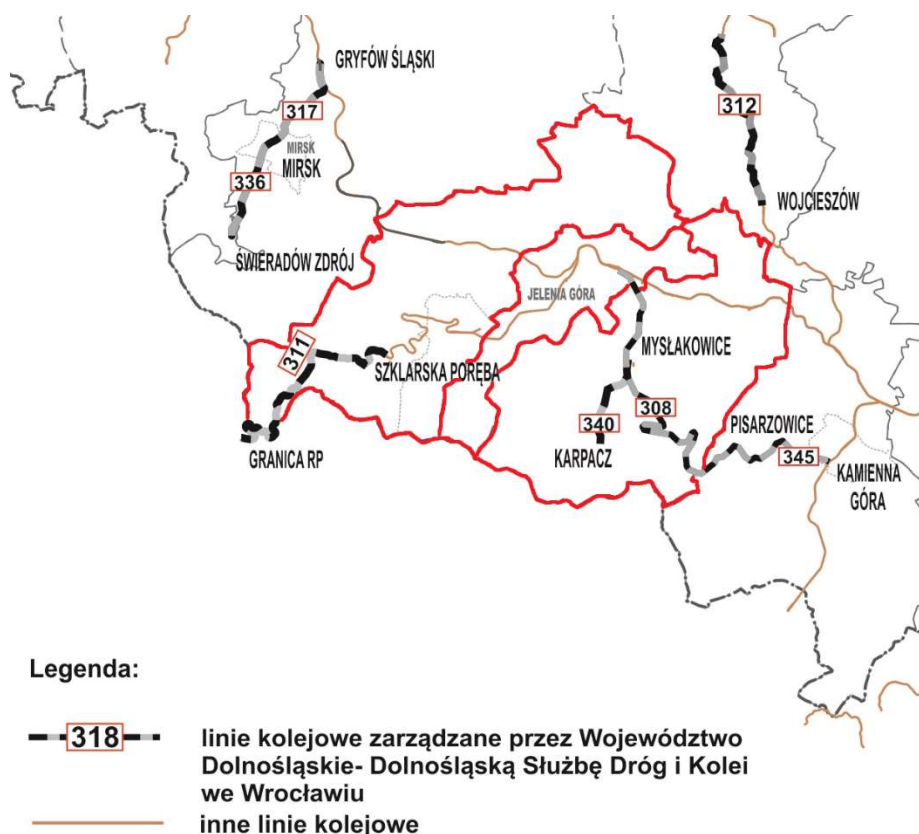 GRYFÓW ŚLĄSKI
317
312
MIRSK
MIRSK
336
WOJCIESZÓW
ŚWIERADÓW ZDRÓJ
JELENIA GÓRA
311
MYSŁAKOWICE
SZKLARSKA PORĘBA
308
340
PISARZOWICE
KARPACZ
345
GRANICA RP
KAMIENNA
GÓRA
Legenda:
318
linie kolejowe zarządzane przez Województwo
Dolnośląskie- Dolnośląską Służbę Dróg i Kolei
we Wrocławiu
inne linie kolejowe